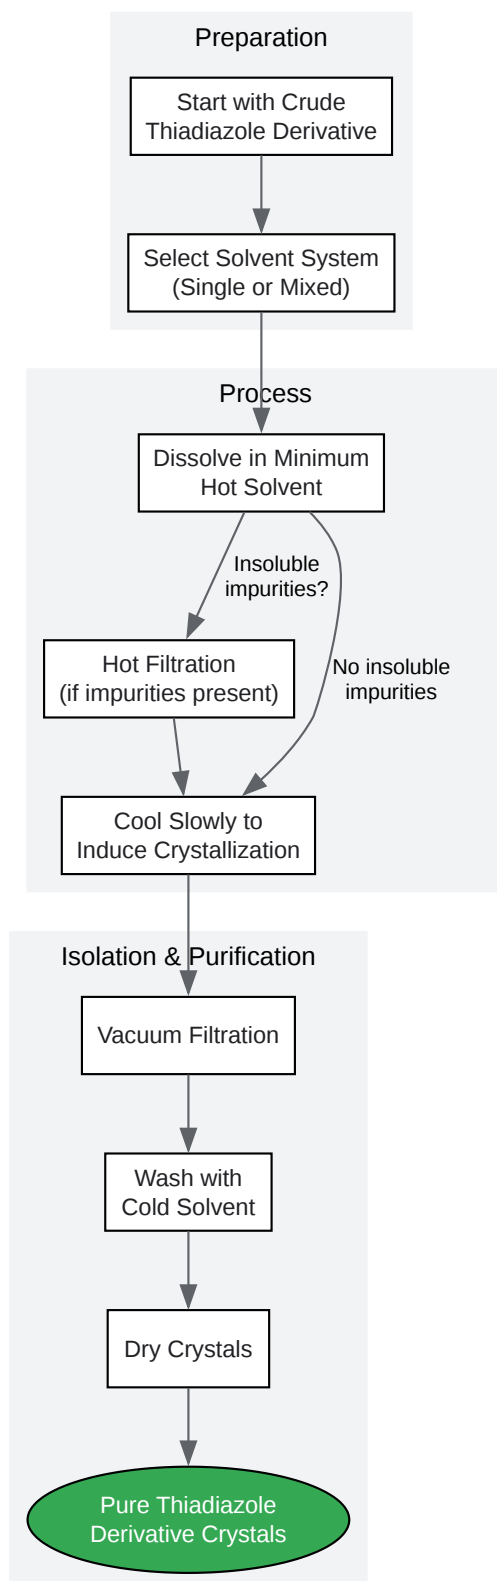 Preparation
Start with Crude
Thiadiazole Derivative
Select Solvent System
(Single or Mixed)
Process
Dissolve in Minimum
Hot Solvent
Insoluble
impurities?
Hot Filtration
(if impurities present)
No insoluble
impurities
Cool Slowly to
Induce Crystallization
Isolation & Purification
Vacuum Filtration
Wash with
Cold Solvent
Dry Crystals
Pure Thiadiazole
Derivative Crystals